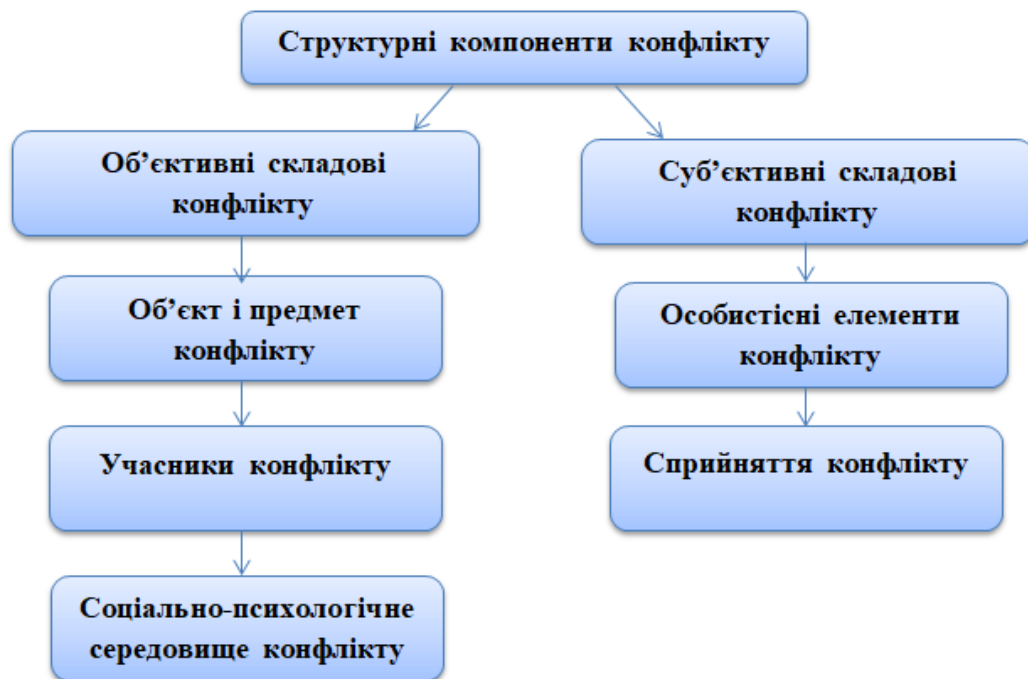 Структурні компоненти конфлікту
Об’єктивні складові
конфлікту
Суб’єктивні складові
конфлікту
Об’єкт і предмет
конфлікту
Особистісні елементи
конфлікту
Учасники конфлікту
Сприйняття конфлікту
Соціально-психологічне
середовище конфлікту